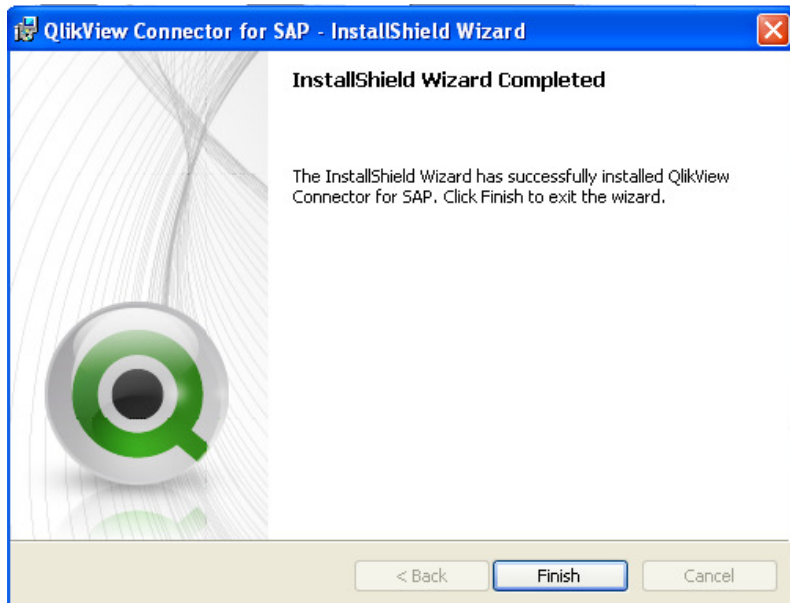 QlikView Connector for SAP - InstallShield Wizard
InstallShield Wizard Completed
The InstallShield Wizard has successfully installed QlikView
Connector for SAP. Click Finish to exit the wizard.
< Back Finish Cancel